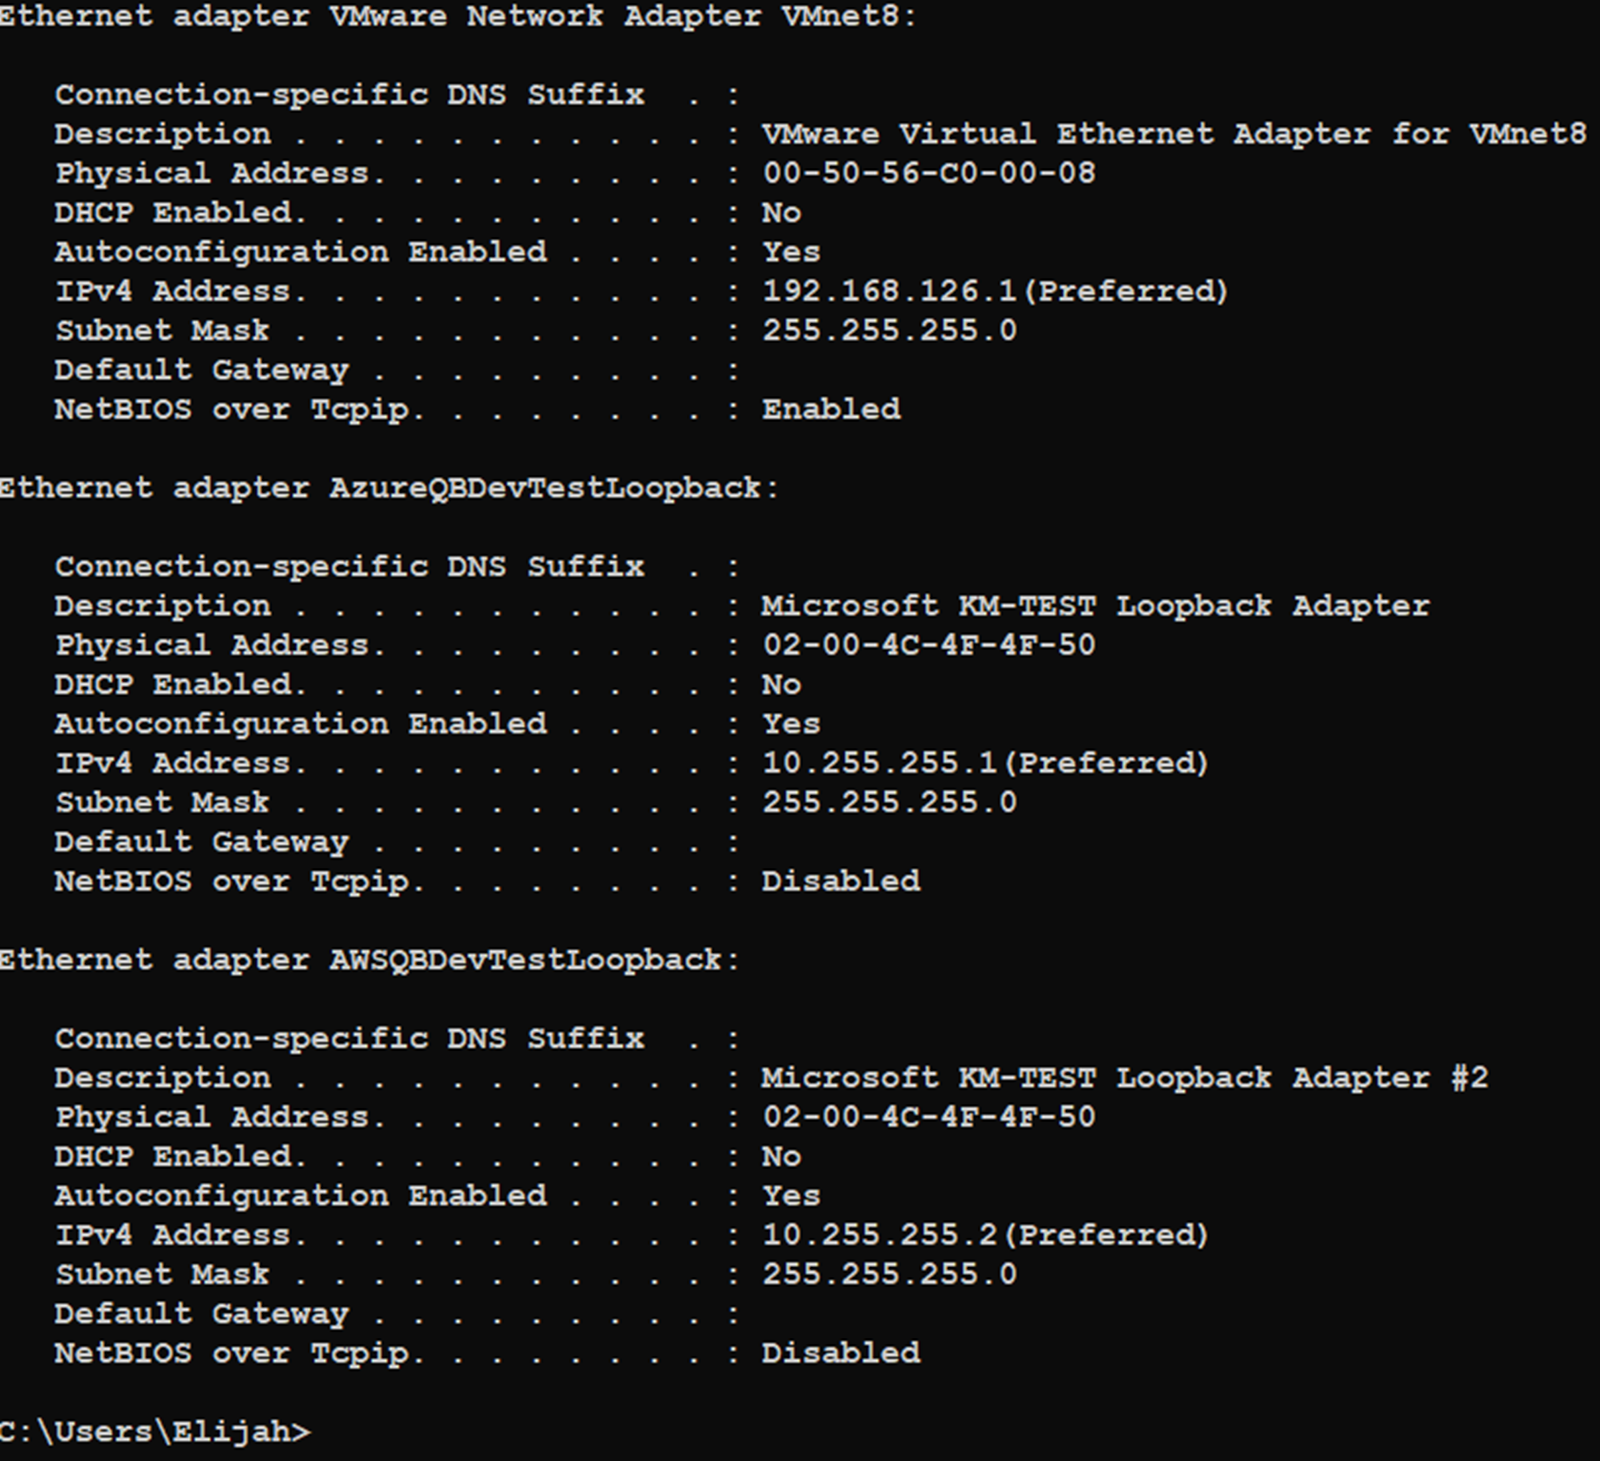 Ethernet adapter VMware Network Adapter VMnet8:
Connection-specific DNS Suffix  . :
Description . . . . . . . . . . . : VMware Virtual Ethernet Adapter for VMnet8
Physical Address. . . . . . . . . : 00-50-56-C0-00-08
DHCP Enabled. . . . . . . . . . . : No
Autoconfiguration Enabled . . . . : Yes
IPv4 Address. . . . . . . . . . . : 192.168.126.1(Preferred)
Subnet Mask . . . . . . . . . . . : 255.255.255.0
Default Gateway . . . . . . . . . :
NetBIOS over Tcpip. . . . . . . . : Enabled
Ethernet adapter AzureQBDevTestLoopback:
Connection-specific DNS Suffix  . :
Description . . . . . . . . . . . : Microsoft KM-TEST Loopback Adapter
Physical Address. . . . . . . . . : 02-00-4C-4F-4F-50
DHCP Enabled. . . . . . . . . . . : No
Autoconfiguration Enabled . . . . : Yes
IPv4 Address. . . . . . . . . . . : 10.255.255.1(Preferred)
Subnet Mask . . . . . . . . . . . : 255.255.255.0
Default Gateway . . . . . . . . . :
NetBIOS over Tcpip. . . . . . . . : Disabled
Ethernet adapter AWSQBDevTestLoopback:
Connection-specific DNS Suffix  . :
Description . . . . . . . . . . . : Microsoft KM-TEST Loopback Adapter #2
Physical Address. . . . . . . . . : 02-00-4C-4F-4F-50
DHCP Enabled. . . . . . . . . . . : No
Autoconfiguration Enabled . . . . : Yes
IPv4 Address. . . . . . . . . . . : 10.255.255.2(Preferred)
Subnet Mask . . . . . . . . . . . : 255.255.255.0
Default Gateway . . . . . . . . . :
NetBIOS over Tcpip. . . . . . . . : Disabled
C:\Users\Elijah>